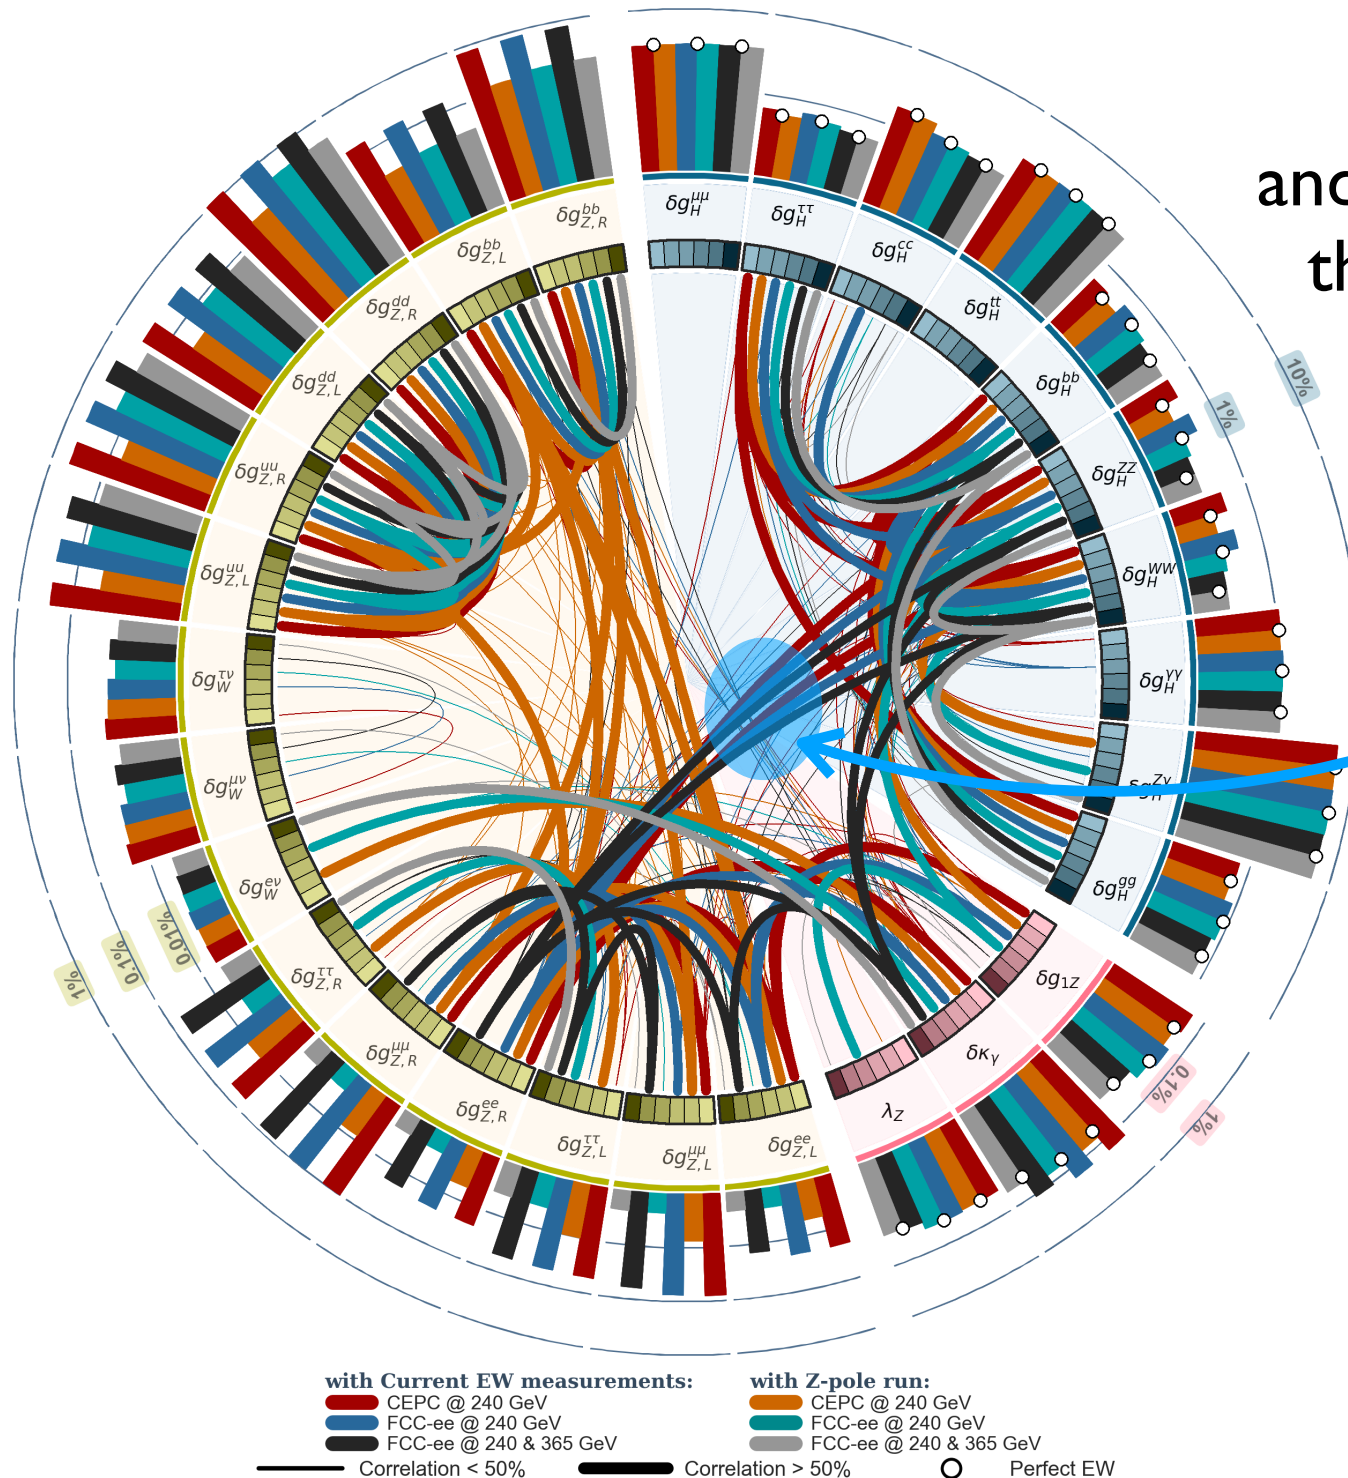 and
th
δg_H^{μμ}
δg_H^{ττ}
δg_H^{cc}
δg_H^{tt}
δg_H^{bb}
δg_H^{ZZ}
δg_H^{WW}
δg_H^{γγ}
δg_H^{Zγ}
δg_H^{gg}
10%
1%
δg_{1Z}
δκ_γ
λ_Z
0.1%
1%
δg_{Z,L}^{ee}
δg_{Z,L}^{μμ}
δg_{Z,L}^{ττ}
δg_{Z,R}^{ee}
δg_{Z,R}^{μμ}
δg_{Z,R}^{ττ}
δg_W^{eν}
δg_W^{μν}
δg_W^{τν}
δg_{Z,L}^{uu}
δg_{Z,R}^{uu}
δg_{Z,L}^{dd}
δg_{Z,R}^{dd}
δg_{Z,L}^{bb}
δg_{Z,R}^{bb}
0.01%
0.1%
1%
with Current EW measurements:
CEPC @ 240 GeV
FCC-ee @ 240 GeV
FCC-ee @ 240 & 365 GeV
with Z-pole run:
CEPC @ 240 GeV
FCC-ee @ 240 GeV
FCC-ee @ 240 & 365 GeV
Correlation < 50%
Correlation > 50%
Perfect EW